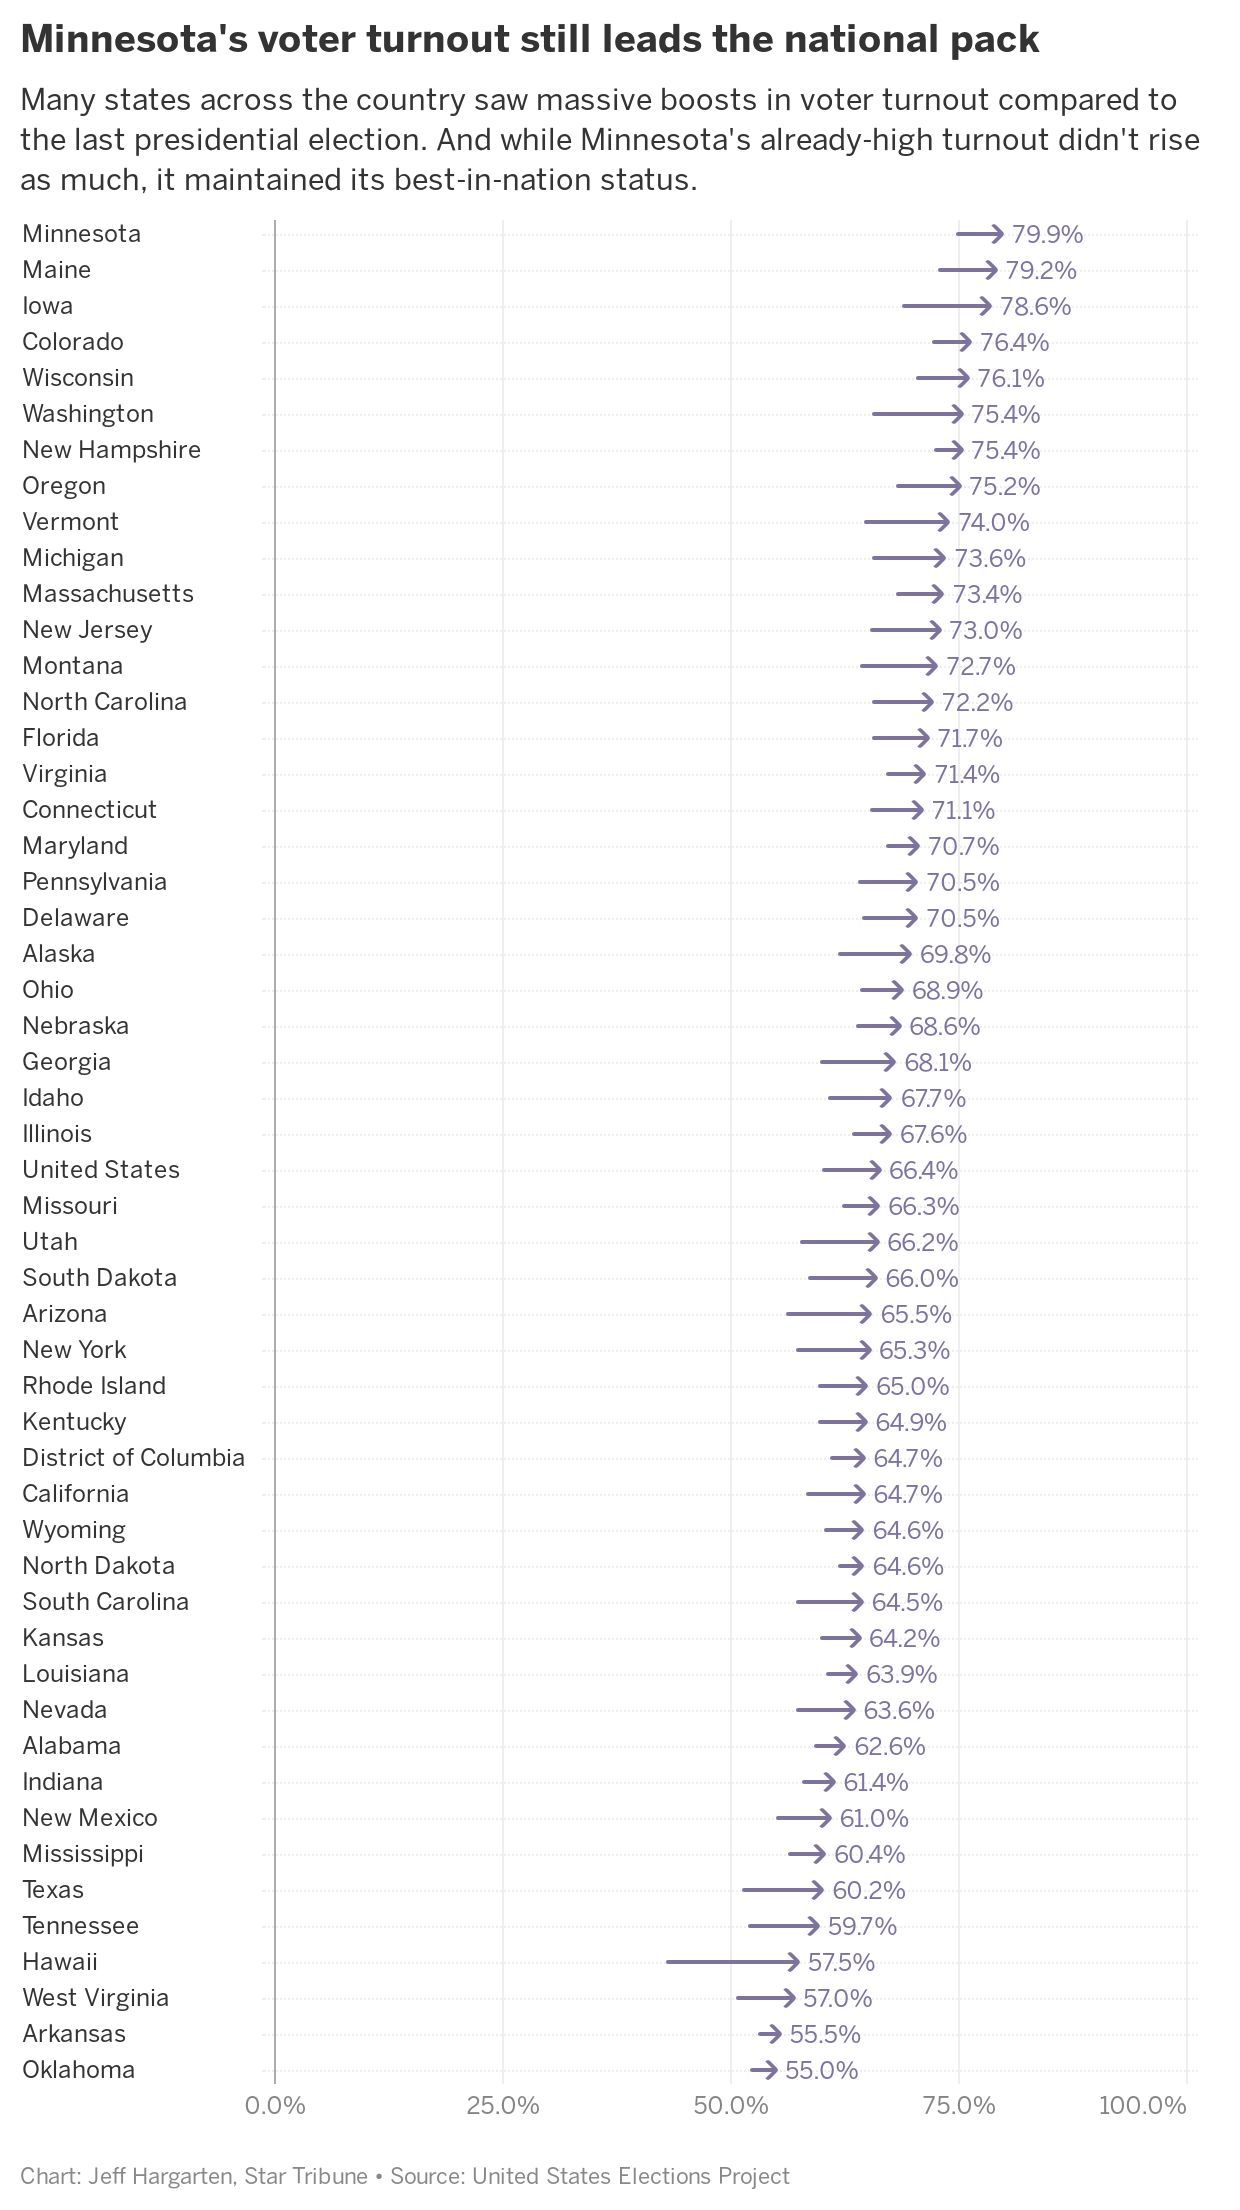 Minnesota's voter turnout still leads the national pack
Many states across the country saw massive boosts in voter turnout compared to
the last presidential election. And while Minnesota's already-high turnout didn't rise
as much, it maintained its best-in-nation status.
Minnesota 79.9%
Maine 79.2%
Iowa 78.6%
Colorado 76.4%
Wisconsin 76.1%
Washington 75.4%
New Hampshire 75.4%
Oregon 75.2%
Vermont 74.0%
Michigan 73.6%
Massachusetts 73.4%
New Jersey 73.0%
Montana 72.7%
North Carolina 72.2%
Florida 71.7%
Virginia 71.4%
Connecticut 71.1%
Maryland 70.7%
Pennsylvania 70.5%
Delaware 70.5%
Alaska 69.8%
Ohio 68.9%
Nebraska 68.6%
Georgia 68.1%
Idaho 67.7%
Illinois 67.6%
United States 66.4%
Missouri 66.3%
Utah 66.2%
South Dakota 66.0%
Arizona 65.5%
New York 65.3%
Rhode Island 65.0%
Kentucky 64.9%
District of Columbia 64.7%
California 64.7%
Wyoming 64.6%
North Dakota 64.6%
South Carolina 64.5%
Kansas 64.2%
Louisiana 63.9%
Nevada 63.6%
Alabama 62.6%
Indiana 61.4%
New Mexico 61.0%
Mississippi 60.4%
Texas 60.2%
Tennessee 59.7%
Hawaii 57.5%
West Virginia 57.0%
Arkansas 55.5%
Oklahoma 55.0%
0.0% 25.0% 50.0% 75.0% 100.0%
Chart: Jeff Hargarten, Star Tribune • Source: United States Elections Project